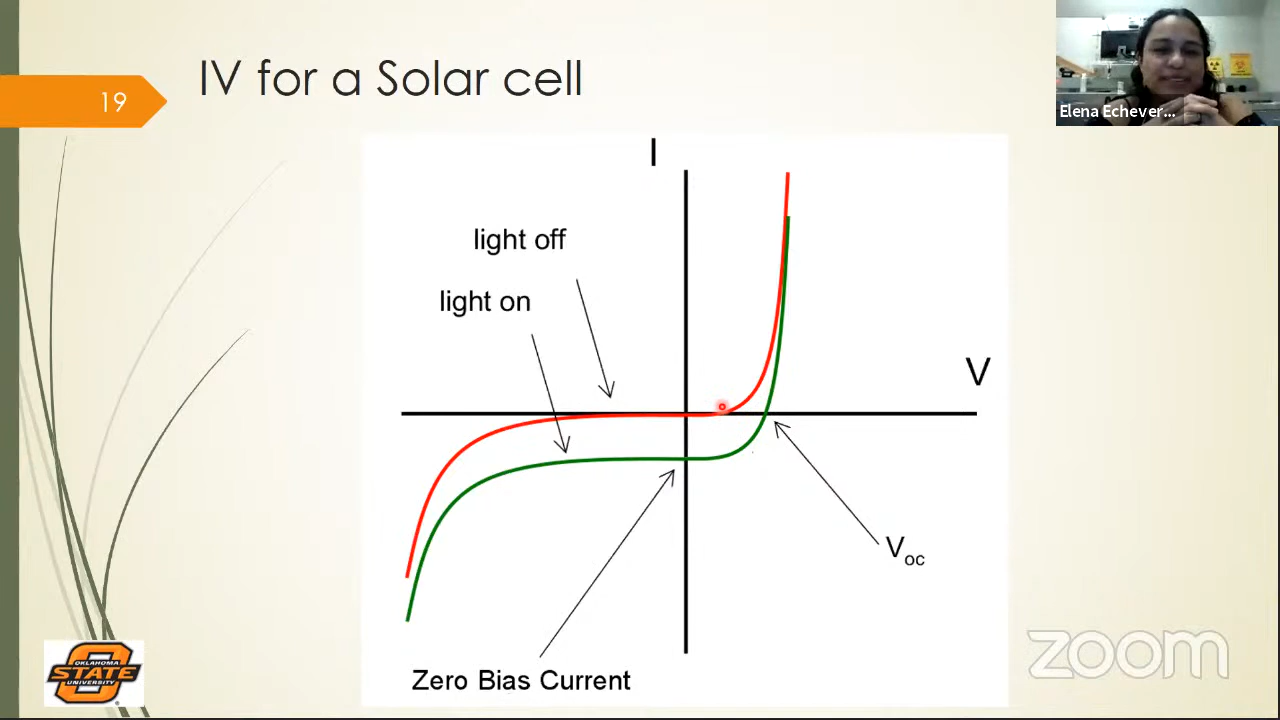 IV for a Solar cell
19
Elena Echever...
I
light off
light on
V
Voc
Zero Bias Current
OKLAHOMA
STATE
UNIVERSITY
zoom